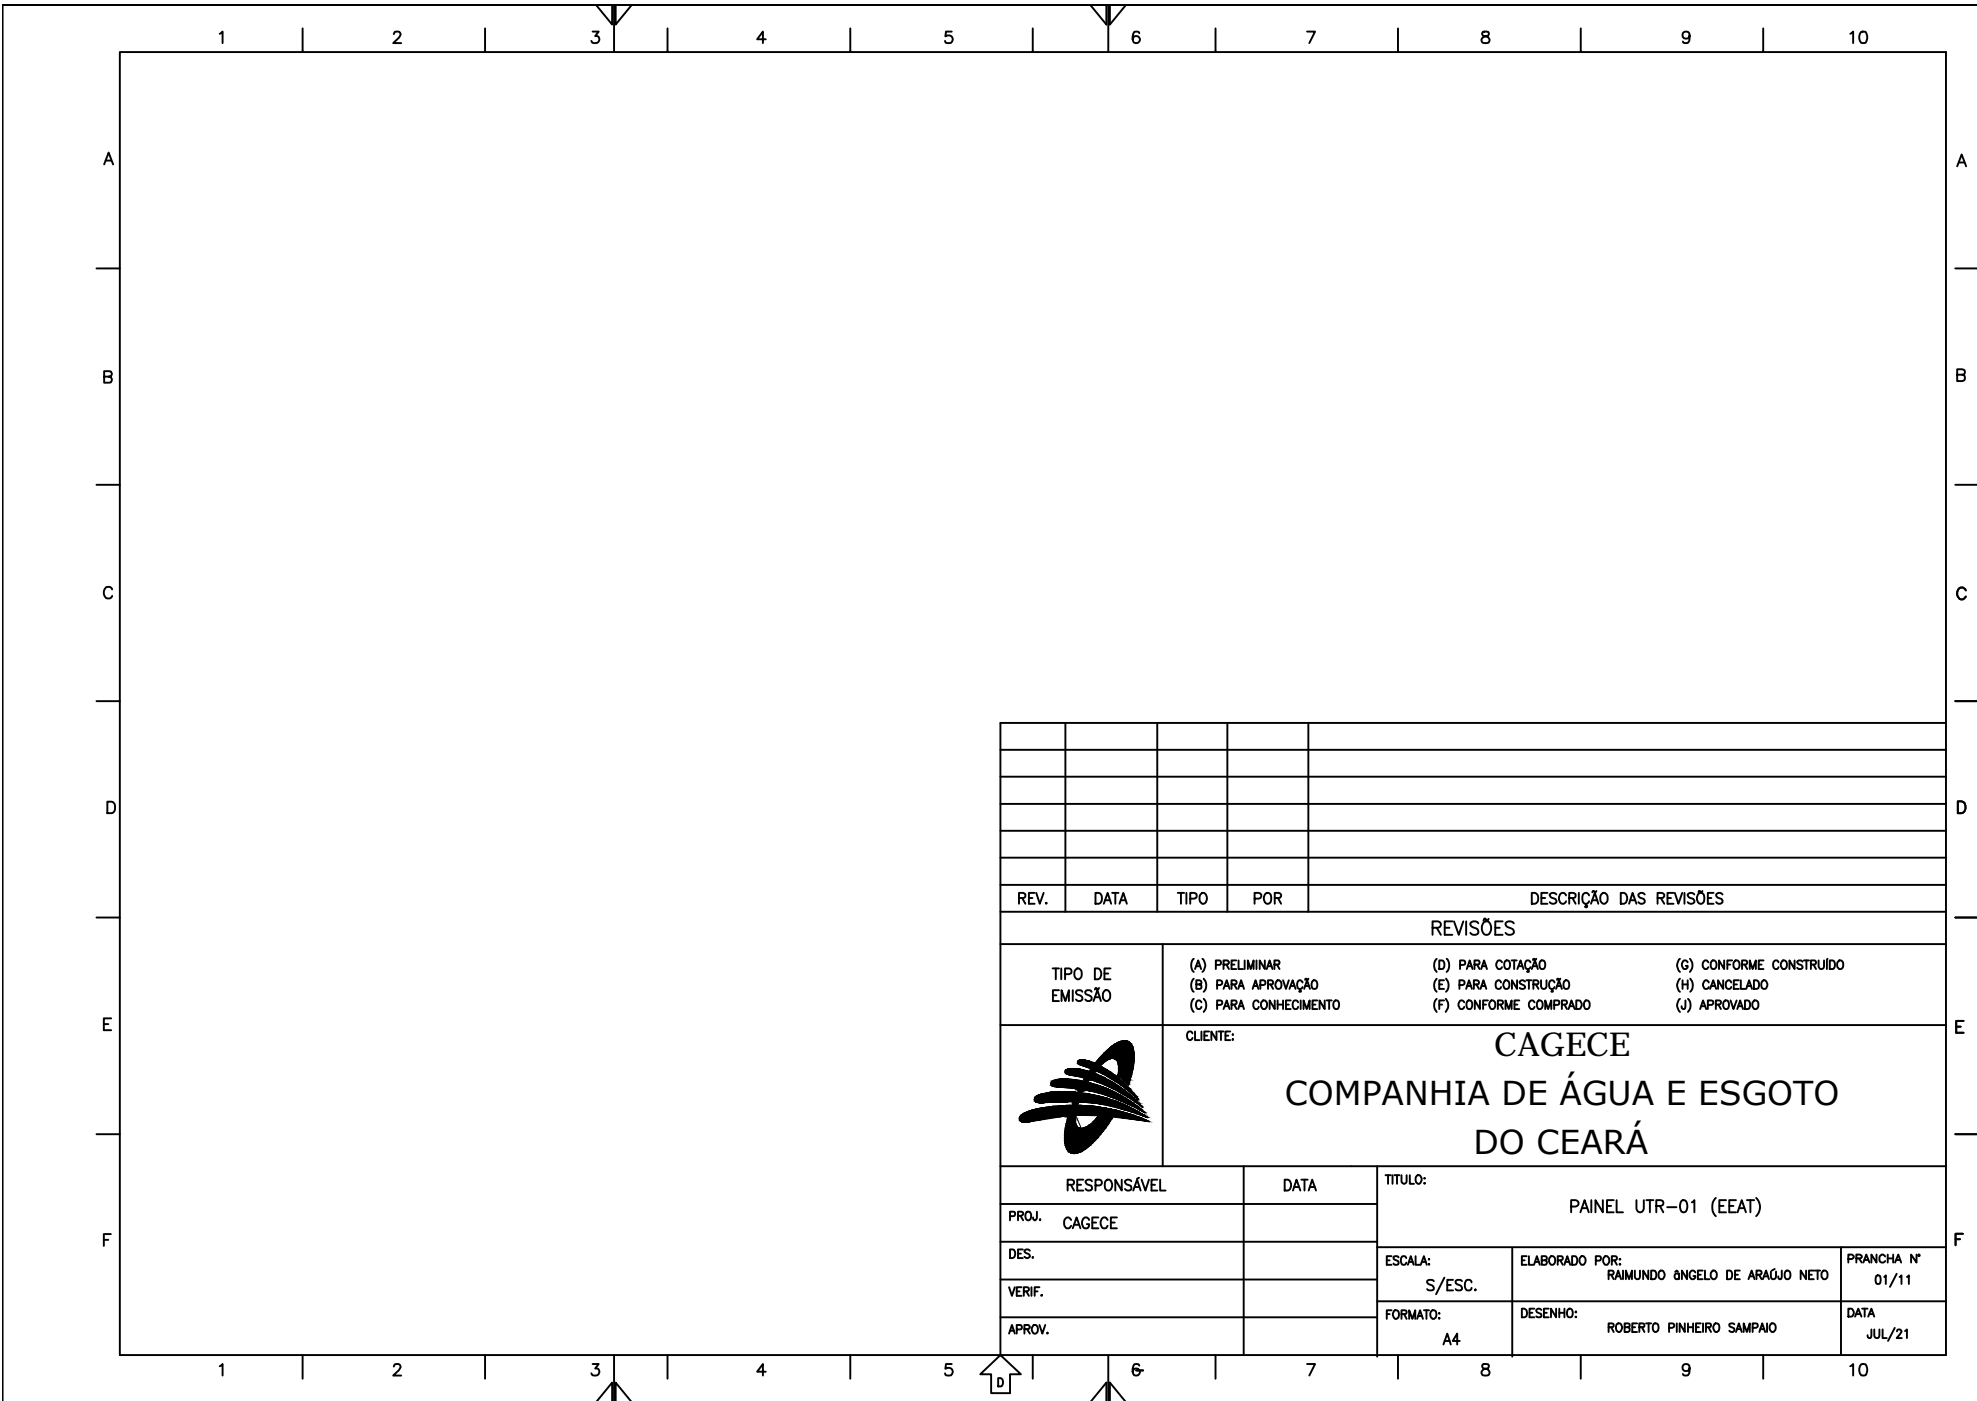 1 2 3 4 5 6 7 8 9 10
A A
B B
C C
D D
REV. DATA TIPO POR DESCRIÇÃO DAS REVISÕES
REVISÕES
TIPO DE
EMISSÃO
(A) PRELIMINAR
(B) PARA APROVAÇÃO
(C) PARA CONHECIMENTO
(D) PARA COTAÇÃO
(E) PARA CONSTRUÇÃO
(F) CONFORME COMPRADO
(G) CONFORME CONSTRUÍDO
(H) CANCELADO
(J) APROVADO
E E
CLIENTE:
CAGECE
COMPANHIA DE ÁGUA E ESGOTO
DO CEARÁ
RESPONSÁVEL DATA
PROJ. CAGECE
DES.
VERIF.
APROV.
TITULO:
PAINEL UTR-01 (EEAT)
F F
ESCALA:
S/ESC.
ELABORADO POR:
RAIMUNDO âNGELO DE ARAÚJO NETO
PRANCHA N°
01/11
FORMATO:
A4
DESENHO:
ROBERTO PINHEIRO SAMPAIO
DATA
JUL/21
1 2 3 4 5 6 7 8 9 10
D